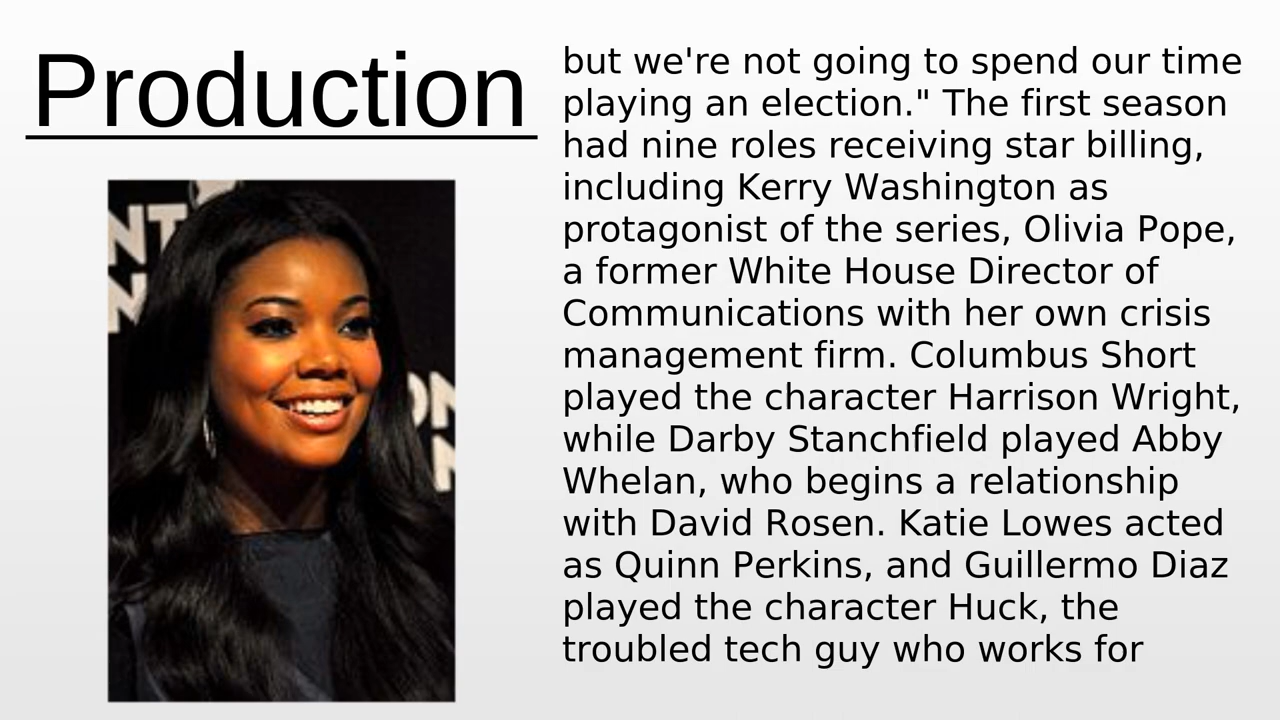 Production
but we're not going to spend our time
playing an election." The first season
had nine roles receiving star billing,
including Kerry Washington as
protagonist of the series, Olivia Pope,
a former White House Director of
Communications with her own crisis
management firm. Columbus Short
played the character Harrison Wright,
while Darby Stanchfield played Abby
Whelan, who begins a relationship
with David Rosen. Katie Lowes acted
as Quinn Perkins, and Guillermo Diaz
played the character Huck, the
troubled tech guy who works for